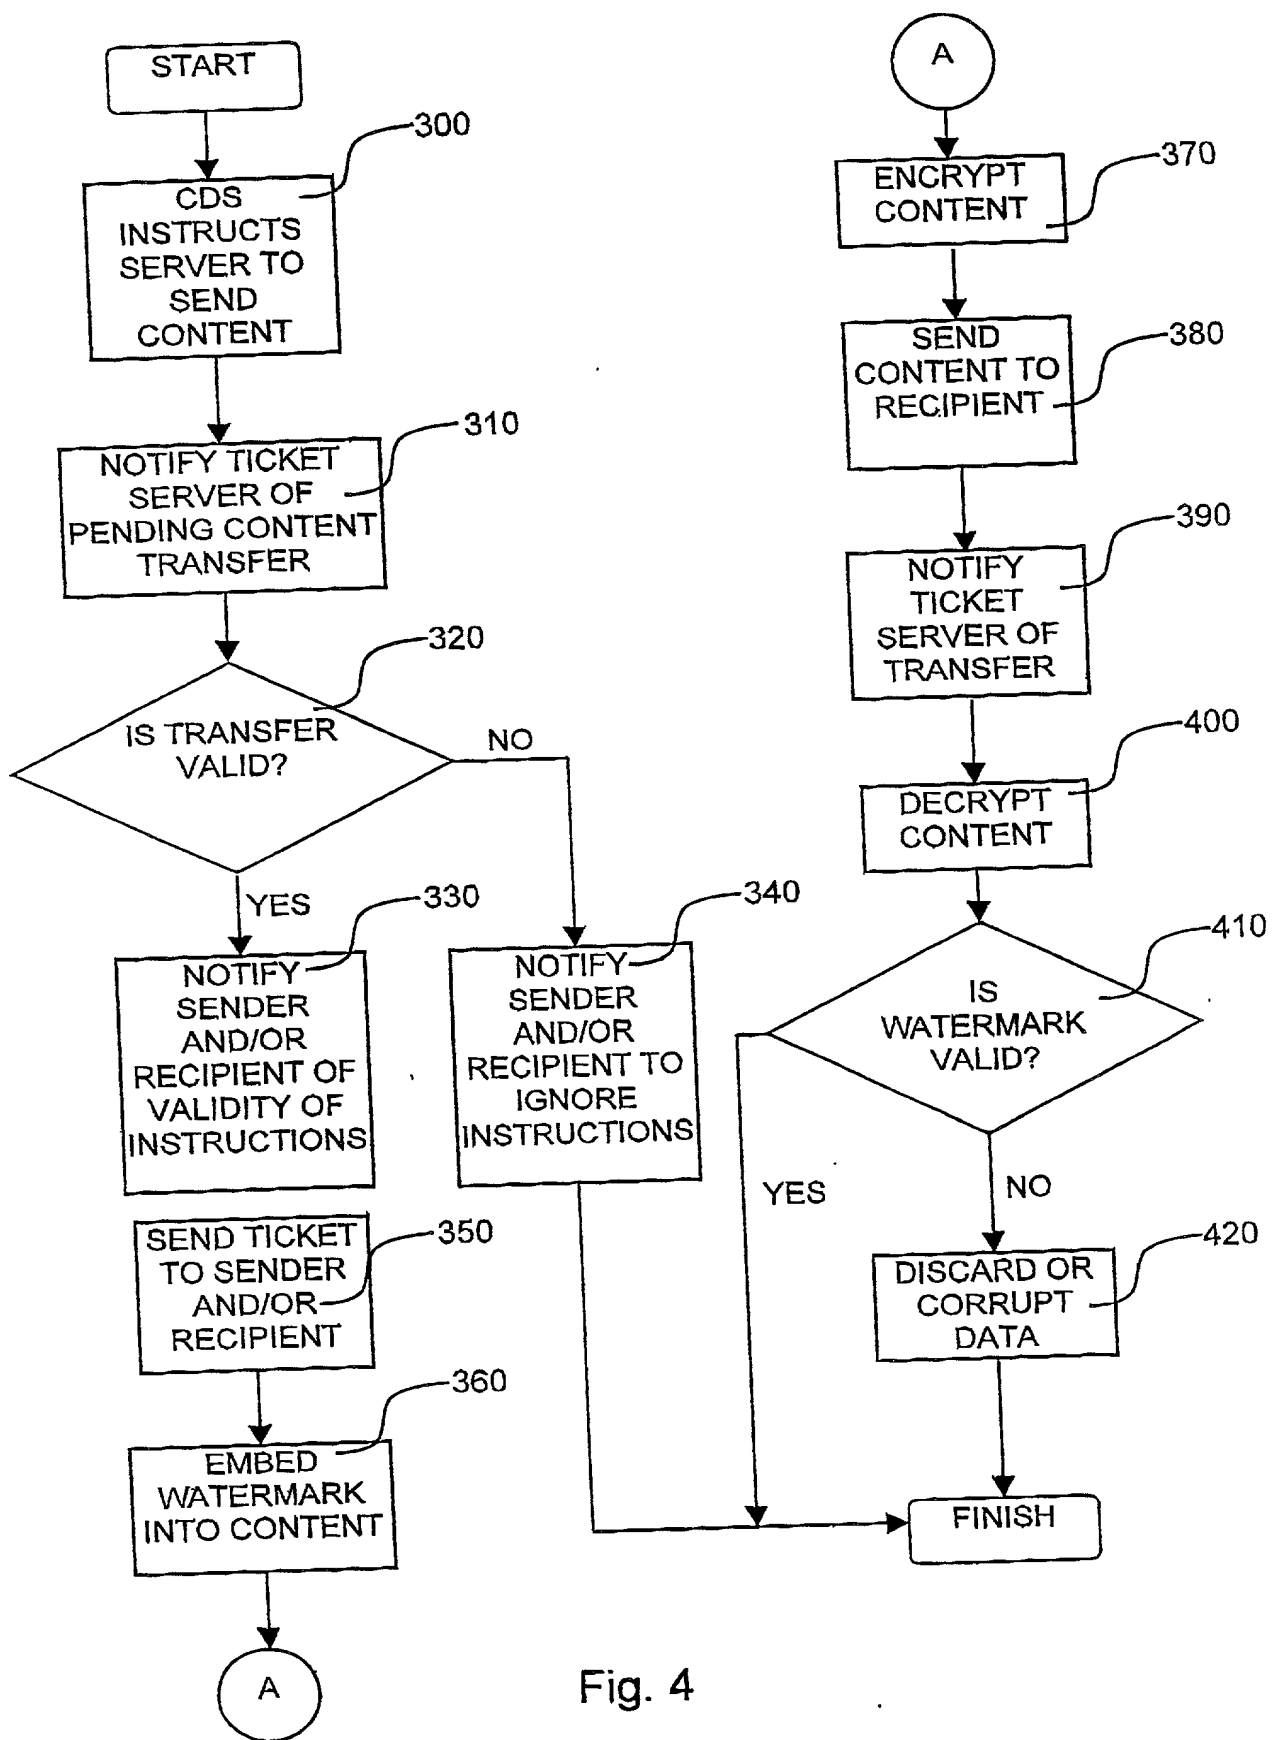 START
300
CDS
INSTRUCTS
SERVER TO
SEND
CONTENT
310
NOTIFY TICKET
SERVER OF
PENDING CONTENT
TRANSFER
320
IS TRANSFER
VALID?
NO
YES
330
NOTIFY
SENDER
AND/OR
RECIPIENT OF
VALIDITY OF
INSTRUCTIONS
340
NOTIFY
SENDER
AND/OR
RECIPIENT TO
IGNORE
INSTRUCTIONS
350
SEND TICKET
TO SENDER
AND/OR
RECIPIENT
360
EMBED
WATERMARK
INTO CONTENT
A
A
370
ENCRYPT
CONTENT
380
SEND
CONTENT TO
RECIPIENT
390
NOTIFY
TICKET
SERVER OF
TRANSFER
400
DECRYPT
CONTENT
410
IS
WATERMARK
VALID?
YES
NO
420
DISCARD OR
CORRUPT
DATA
FINISH
Fig. 4